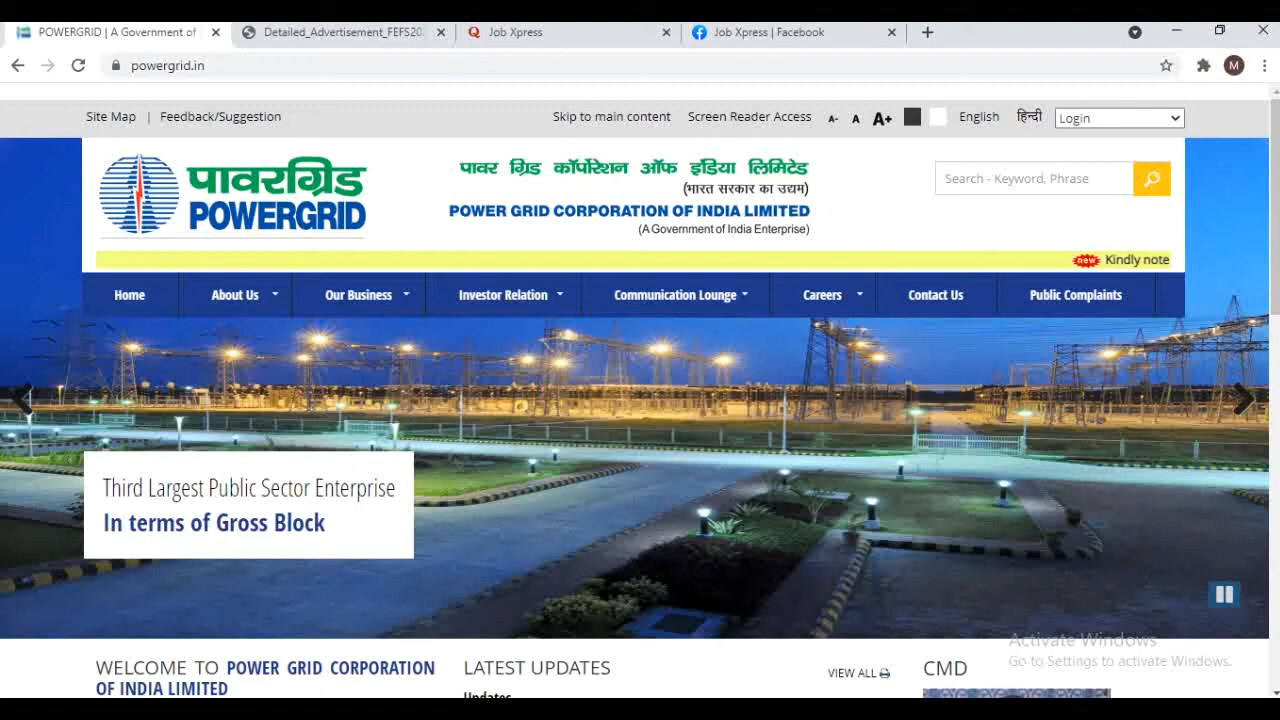 POWERGRID | A Government of
Detailed_Advertisement_FEFS202
Job Xpress
Job Xpress | Facebook
powergrid.in
M
Site Map | Feedback/Suggestion
Skip to main content
Screen Reader Access
A- A A+
English
हिन्दी
Login
पावरग्रिड
POWERGRID
पावर ग्रिड कॉर्पोरेशन ऑफ इंडिया लिमिटेड
(भारत सरकार का उद्यम)
POWER GRID CORPORATION OF INDIA LIMITED
(A Government of India Enterprise)
Search - Keyword, Phrase
new Kindly note
Home
About Us
Our Business
Investor Relation
Communication Lounge
Careers
Contact Us
Public Complaints
Third Largest Public Sector Enterprise
In terms of Gross Block
Activate Windows
Go to Settings to activate Windows.
WELCOME TO POWER GRID CORPORATION
OF INDIA LIMITED
LATEST UPDATES
VIEW ALL
Updates
CMD